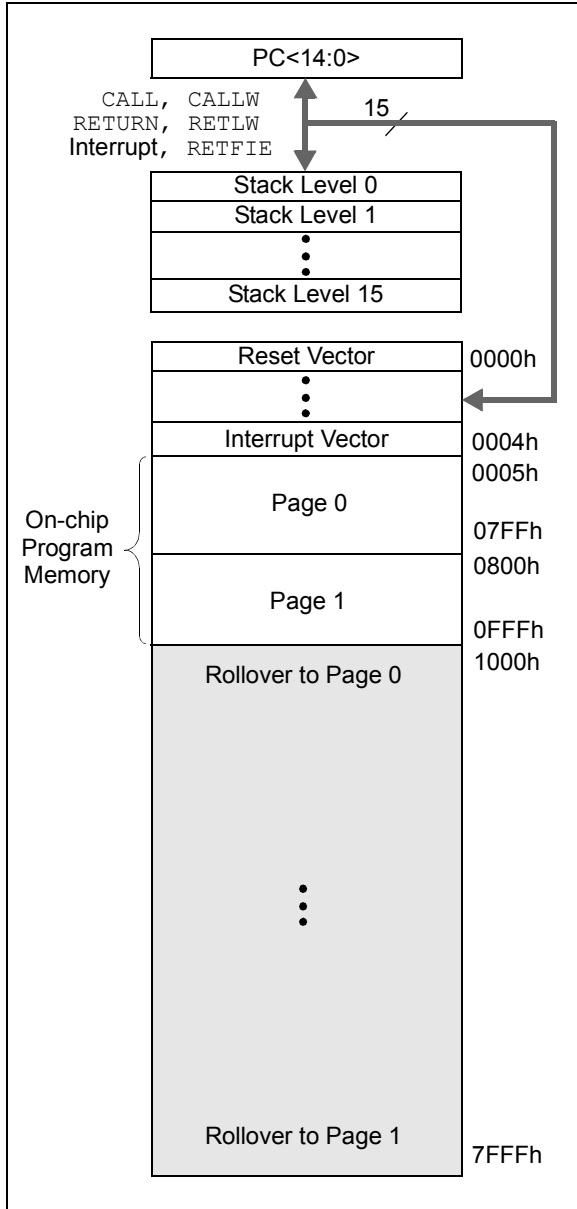 PC<14:0>
CALL, CALLW
RETURN, RETLW
Interrupt, RETFIE
15
Stack Level 0
Stack Level 1
Stack Level 15
Reset Vector
0000h
Interrupt Vector
0004h
0005h
Page 0
On-chip
Program
Memory
07FFh
0800h
Page 1
0FFFh
1000h
Rollover to Page 0
Rollover to Page 1
7FFFh